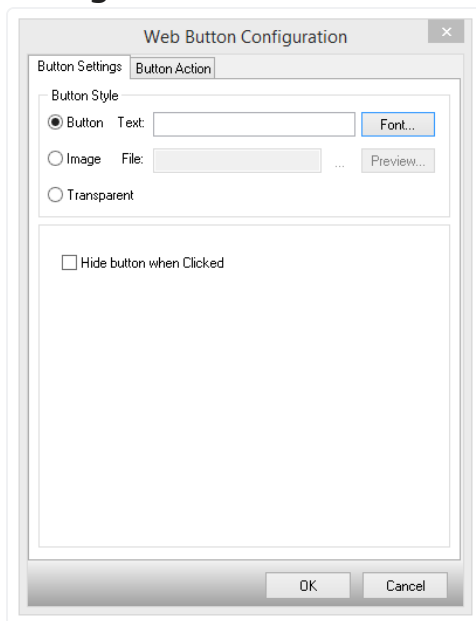 Web Button Configuration
Button Settings Button Action
Button Style
Button Text: Font...
Image File: ... Preview...
Transparent
Hide button when Clicked
OK Cancel